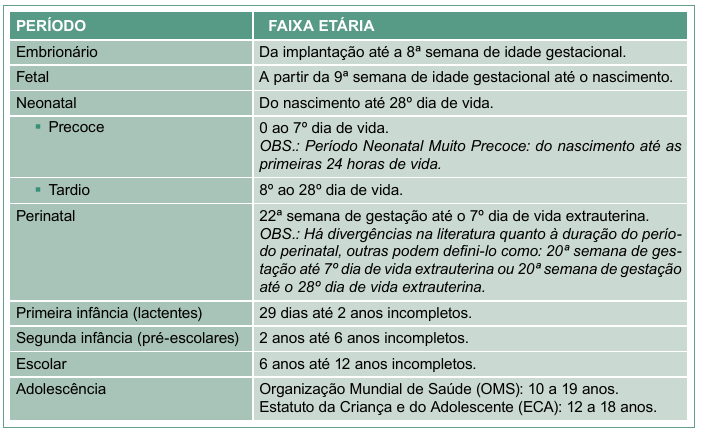 PERÍODO FAIXA ETÁRIA
Embrionário Da implantação até a 8ª semana de idade gestacional.
Fetal A partir da 9ª semana de idade gestacional até o nascimento.
Neonatal Do nascimento até 28º dia de vida.
▪ Precoce 0 ao 7º dia de vida.
OBS.: Período Neonatal Muito Precoce: do nascimento até as
primeiras 24 horas de vida.
▪ Tardio 8º ao 28º dia de vida.
Perinatal 22ª semana de gestação até o 7º dia de vida extrauterina.
OBS.: Há divergências na literatura quanto à duração do perío-
do perinatal, outras podem defini-lo como: 20ª semana de ges-
tação até 7º dia de vida extrauterina ou 20ª semana de gestação
até o 28º dia de vida extrauterina.
Primeira infância (lactentes) 29 dias até 2 anos incompletos.
Segunda infância (pré-escolares) 2 anos até 6 anos incompletos.
Escolar 6 anos até 12 anos incompletos.
Adolescência Organização Mundial de Saúde (OMS): 10 a 19 anos.
Estatuto da Criança e do Adolescente (ECA): 12 a 18 anos.